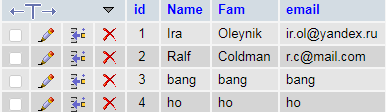 id Name Fam email
1 Ira Oleynik ir.ol@yandex.ru
2 Ralf Coldman r.c@mail.com
3 bang bang bang
4 ho ho ho